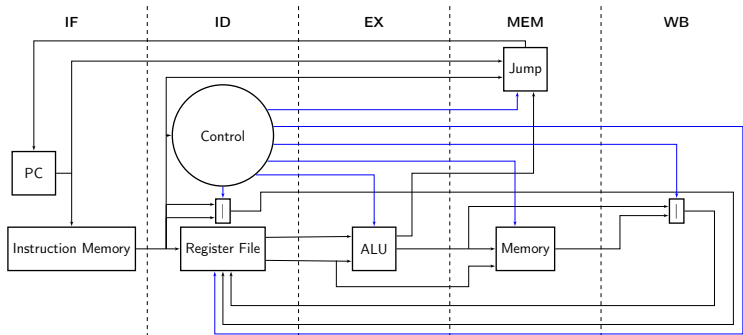 IF ID EX MEM WB
Jump
Control
PC
Instruction Memory Register File ALU Memory